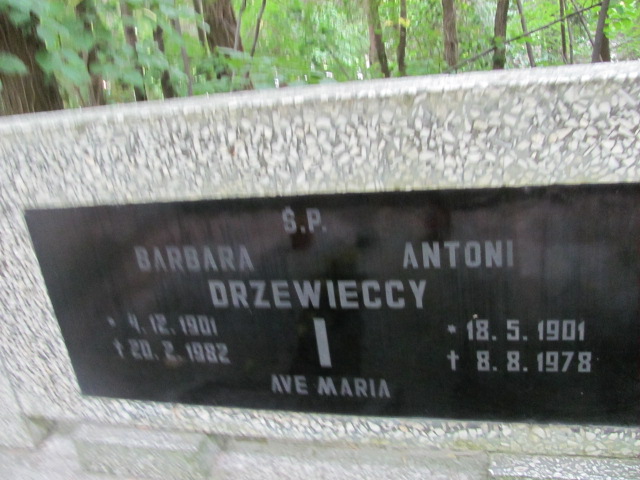 Ś.P.
BARBARA ANTONI
DRZEWIECCY
* 4.12.1901 * 18.5.1901
† 20.2.1982 † 8.8.1978
AVE MARIA